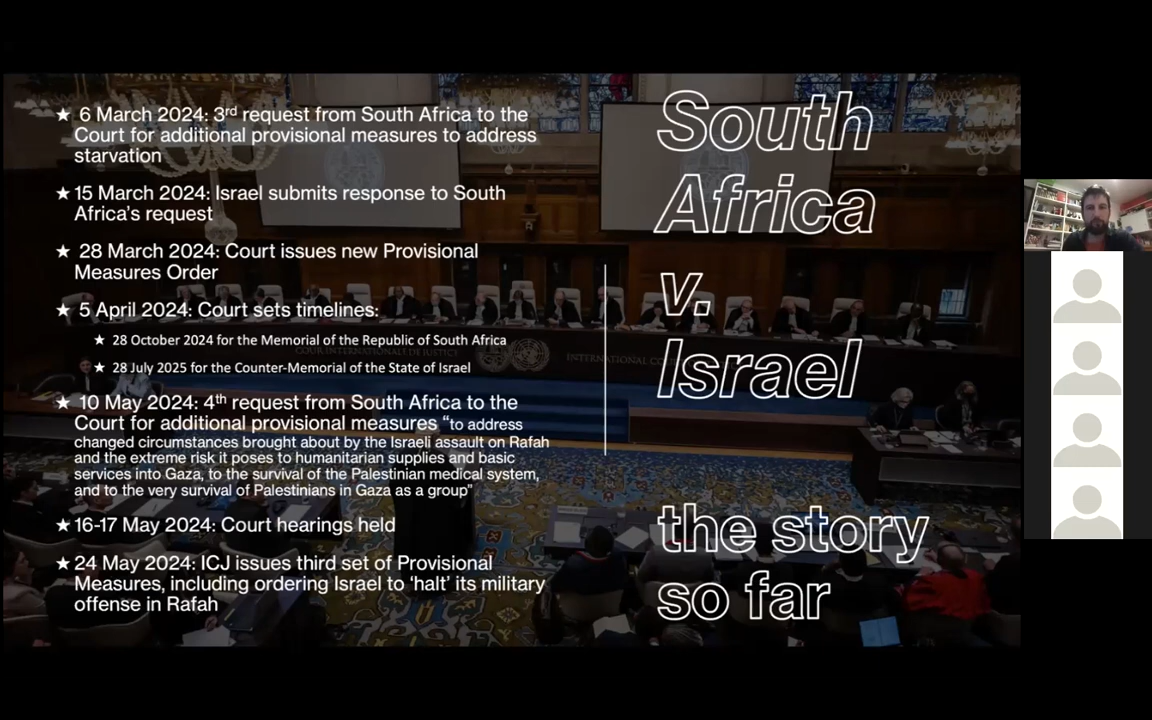 ★ 6 March 2024: 3rd request from South Africa to the
Court for additional provisional measures to address
starvation
★ 15 March 2024: Israel submits response to South
Africa's request
★ 28 March 2024: Court issues new Provisional
Measures Order
★ 5 April 2024: Court sets timelines:
★ 28 October 2024 for the Memorial of the Republic of South Africa
★ 28 July 2025 for the Counter-Memorial of the State of Israel
★ 10 May 2024: 4th request from South Africa to the
Court for additional provisional measures "to address
changed circumstances brought about by the Israeli assault on Rafah
and the extreme risk it poses to humanitarian supplies and basic
services into Gaza, to the survival of the Palestinian medical system,
and to the very survival of Palestinians in Gaza as a group"
★ 16-17 May 2024: Court hearings held
★ 24 May 2024: ICJ issues third set of Provisional
Measures, including ordering Israel to 'halt' its military
offense in Rafah
South
Africa
v.
Israel
the story
so far
COUR INTERNATIONALE DE JUSTICE
INTERNATIONAL